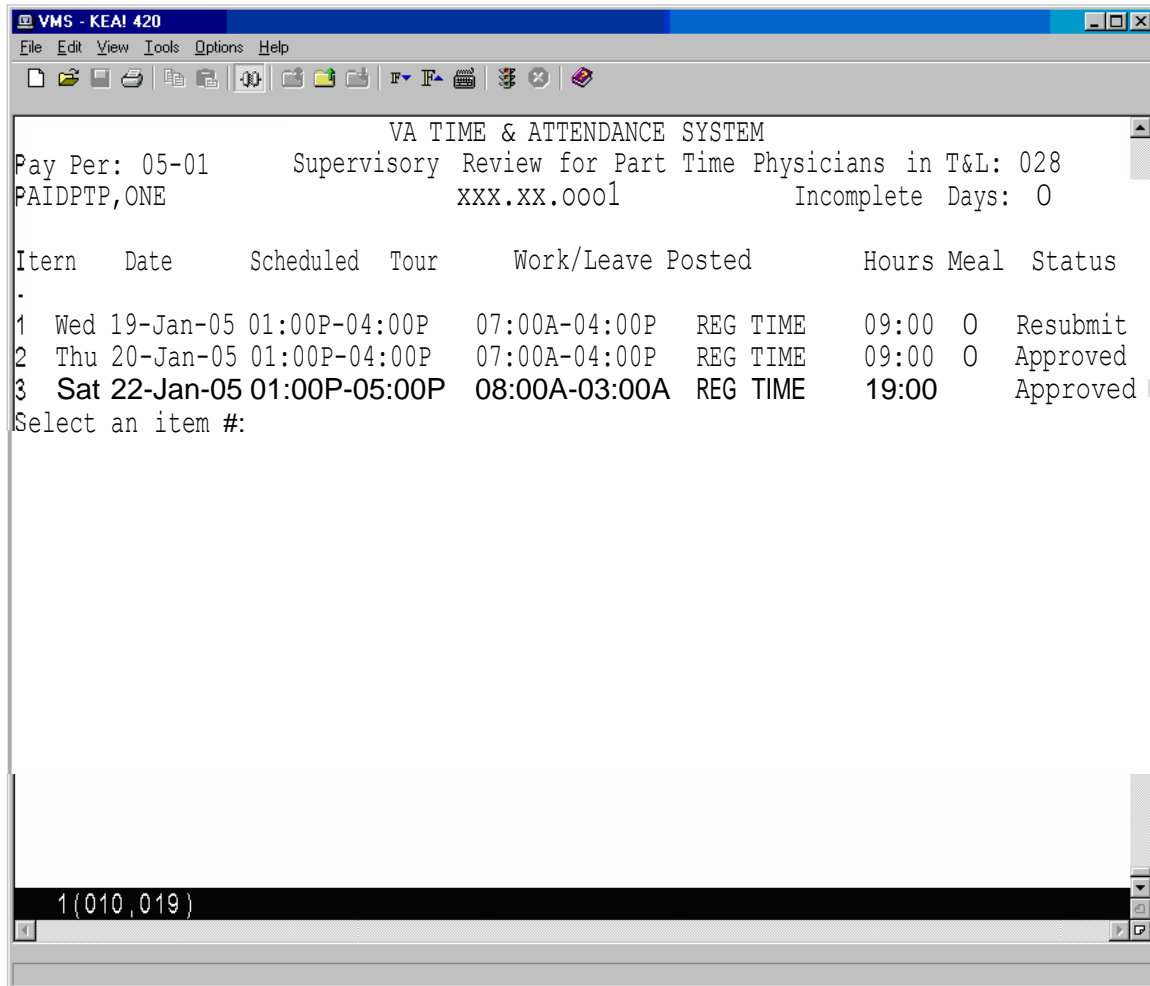 VMS - KEA! 420
File Edit View Tools Options Help
VA TIME & ATTENDANCE SYSTEM
Pay Per: 05-01 Supervisory Review for Part Time Physicians in T&L: 028
PAIDPTP,ONE xxx.xx.ooo1 Incomplete Days: O
Itern Date Scheduled Tour Work/Leave Posted Hours Meal Status
-
1 Wed 19-Jan-05 01:00P-04:00P 07:00A-04:00P REG TIME 09:00 O Resubmit
2 Thu 20-Jan-05 01:00P-04:00P 07:00A-04:00P REG TIME 09:00 O Approved
3 Sat 22-Jan-05 01:00P-05:00P 08:00A-03:00A REG TIME 19:00 Approved
Select an item #:
1(010,019)